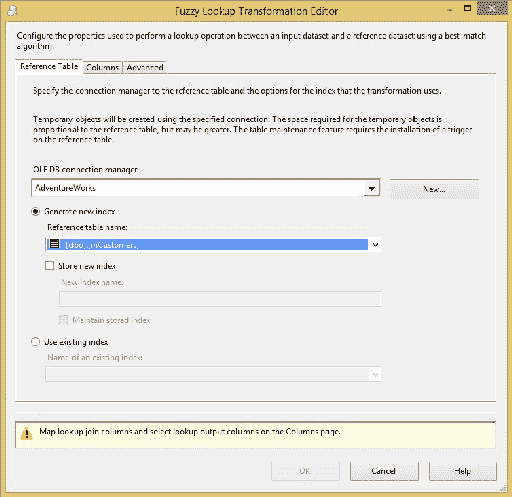 Fuzzy Lookup Transformation Editor
Configure the properties used to perform a lookup operation between an input dataset and a reference dataset using a best-match
algorithm.
Reference Table Columns Advanced
Specify the connection manager to the reference table and the options for the index that the transformation uses.
Temporary objects will be created using the specified connection. The space required for the temporary objects is
proportional to the reference table, but may be greater. The table maintenance feature requires the installation of a trigger
on the reference table.
OLE DB connection manager:
AdventureWorks
New...
Generate new index
Reference table name:
Store new index
New index name:
Maintain stored index
Use existing index
Name of an existing index:
Map lookup join columns and select lookup output columns on the Columns page.
OK Cancel Help